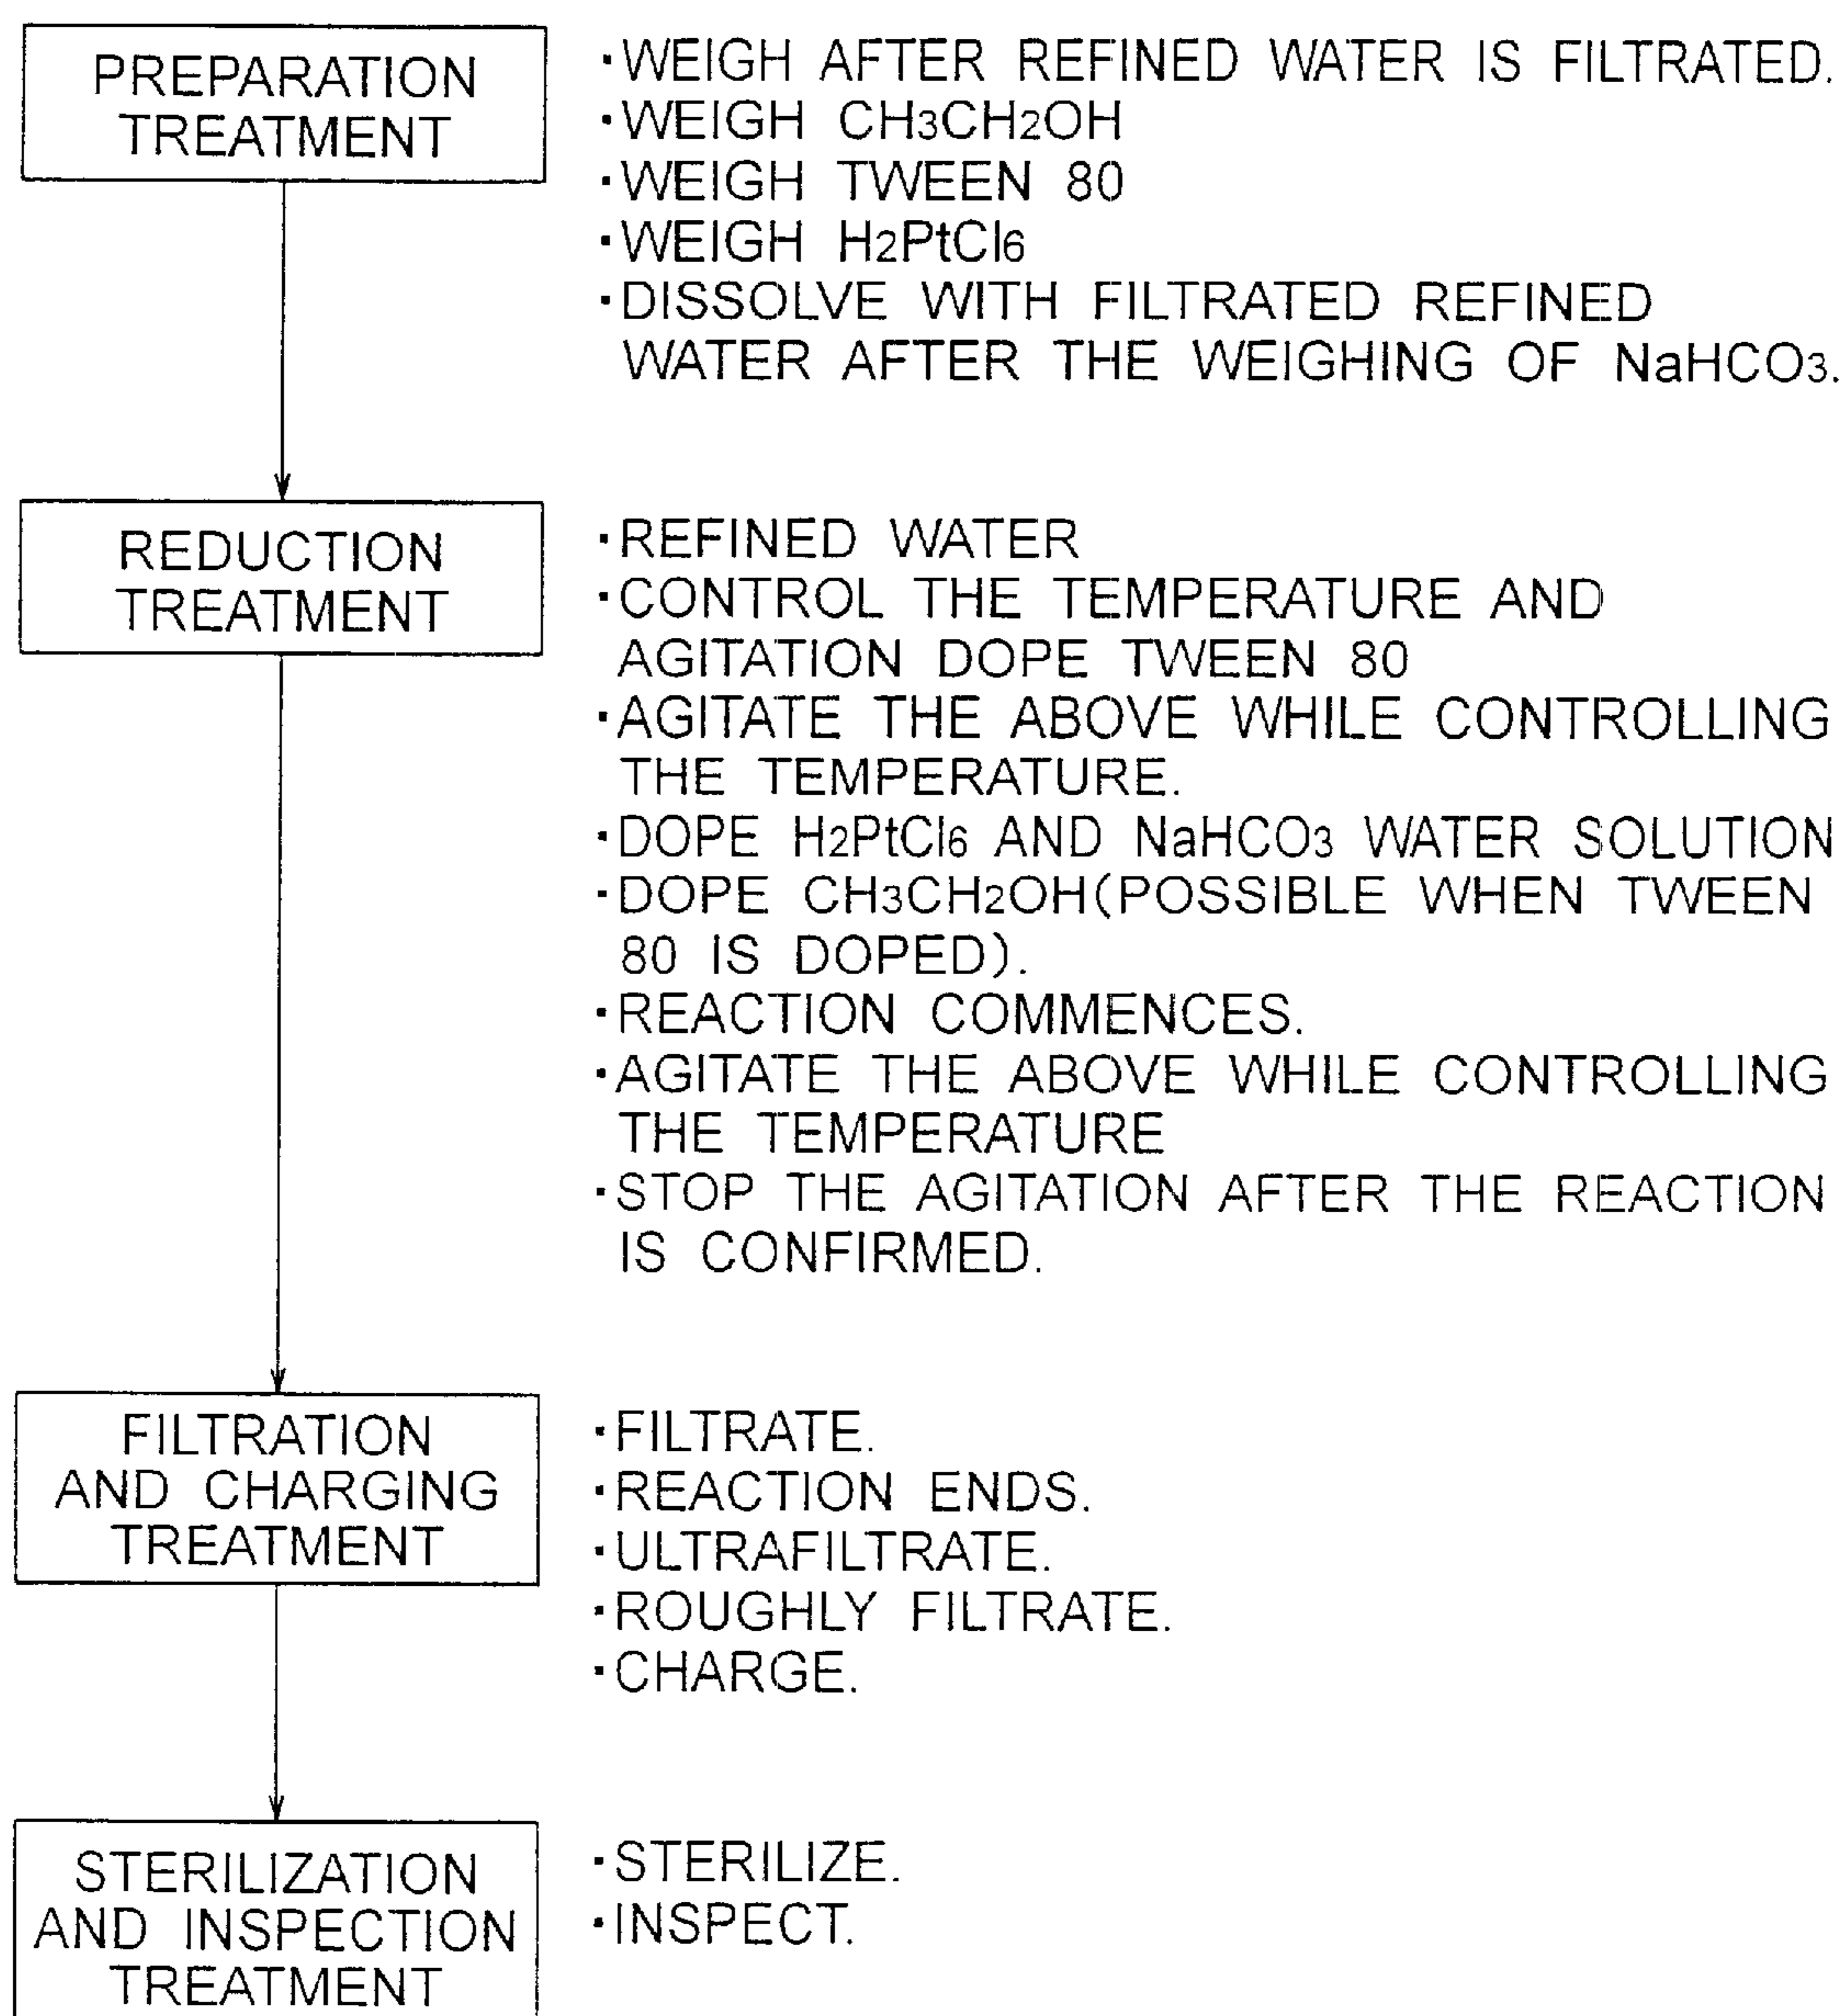 PREPARATION
TREATMENT
·WEIGH AFTER REFINED WATER IS FILTRATED.
·WEIGH CH3CH2OH
·WEIGH TWEEN 80
·WEIGH H2PtCl6
·DISSOLVE WITH FILTRATED REFINED
WATER AFTER THE WEIGHING OF NaHCO3.
REDUCTION
TREATMENT
·REFINED WATER
·CONTROL THE TEMPERATURE AND
AGITATION DOPE TWEEN 80
·AGITATE THE ABOVE WHILE CONTROLLING
THE TEMPERATURE.
·DOPE H2PtCl6 AND NaHCO3 WATER SOLUTION
·DOPE CH3CH2OH(POSSIBLE WHEN TWEEN
80 IS DOPED).
·REACTION COMMENCES.
·AGITATE THE ABOVE WHILE CONTROLLING
THE TEMPERATURE
·STOP THE AGITATION AFTER THE REACTION
IS CONFIRMED.
FILTRATION
AND CHARGING
TREATMENT
·FILTRATE.
·REACTION ENDS.
·ULTRAFILTRATE.
·ROUGHLY FILTRATE.
·CHARGE.
STERILIZATION
AND INSPECTION
TREATMENT
·STERILIZE.
·INSPECT.